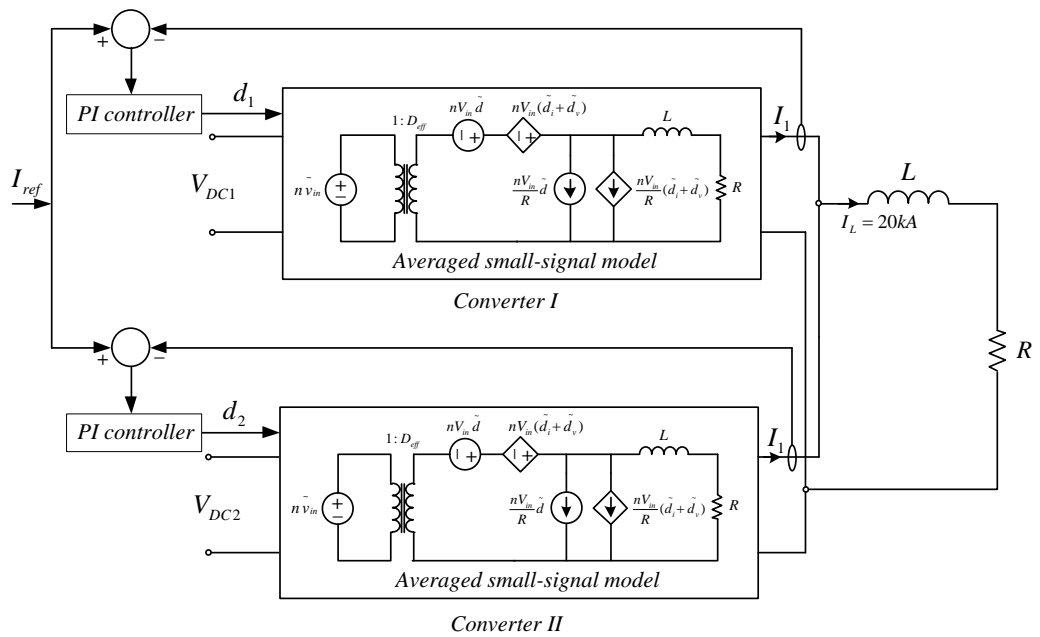 +
−
PI controller
d₁
I_ref
V_DC1
nV_in d̃
nV_in(d̃_i+d̃_v)
1:D_eff
L
n ṽ_in
+
−
nV_in/R d̃
nV_in/R (d̃_i+d̃_v)
R
Averaged small-signal model
Converter I
I₁
L
I_L = 20kA
R
+
−
PI controller
d₂
V_DC2
nV_in d̃
nV_in(d̃_i+d̃_v)
1:D_eff
L
n ṽ_in
+
−
nV_in/R d̃
nV_in/R (d̃_i+d̃_v)
R
Averaged small-signal model
Converter II
I₁